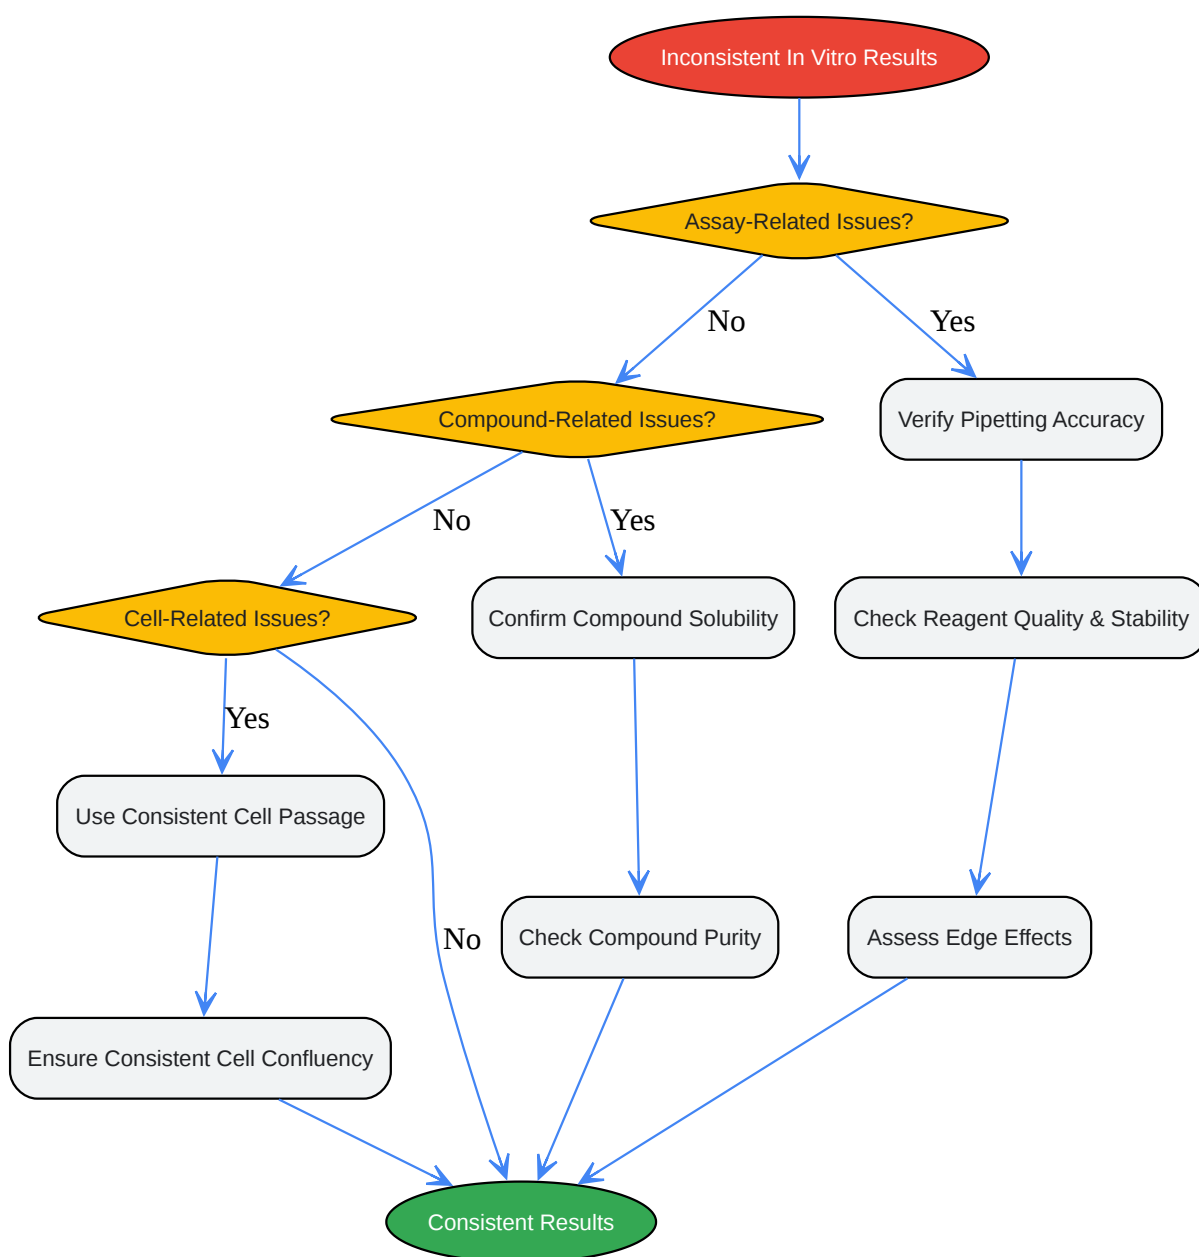 Inconsistent In Vitro Results
Assay-Related Issues?
No
Yes
Compound-Related Issues?
Verify Pipetting Accuracy
No
Yes
Cell-Related Issues?
Confirm Compound Solubility
Check Reagent Quality & Stability
Yes
Use Consistent Cell Passage
No
Check Compound Purity
Assess Edge Effects
Ensure Consistent Cell Confluency
Consistent Results